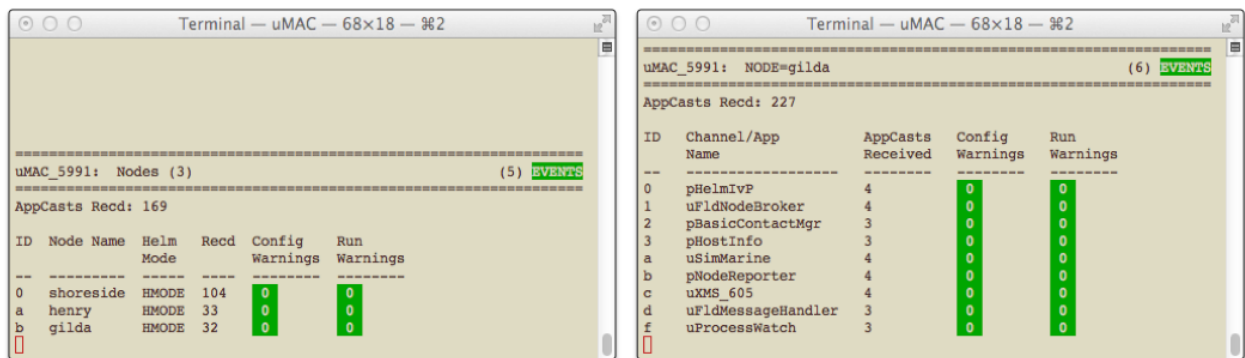 Terminal — uMAC — 68×18 — ⌘2
==================================================================
uMAC_5991:  Nodes (3)                                   (5) EVENTS
==================================================================
AppCasts Recd: 169
ID  Node Name  Helm   Recd  Config    Run
               Mode         Warnings  Warnings
--  ---------  -----  ----  --------  --------
0   shoreside  HMODE  104   0         0
a   henry      HMODE  33    0         0
b   gilda      HMODE  32    0         0
Terminal — uMAC — 68×18 — ⌘2
==================================================================
uMAC_5991:  NODE=gilda                                  (6) EVENTS
==================================================================
AppCasts Recd: 227
ID   Channel/App         AppCasts   Config     Run
     Name                Received   Warnings   Warnings
--   ------------------  --------   --------   --------
0    pHelmIvP            4          0          0
1    uFldNodeBroker      4          0          0
2    pBasicContactMgr    3          0          0
3    pHostInfo           3          0          0
a    uSimMarine          4          0          0
b    pNodeReporter       4          0          0
c    uXMS_605            4          0          0
d    uFldMessageHandler  3          0          0
f    uProcessWatch       3          0          0